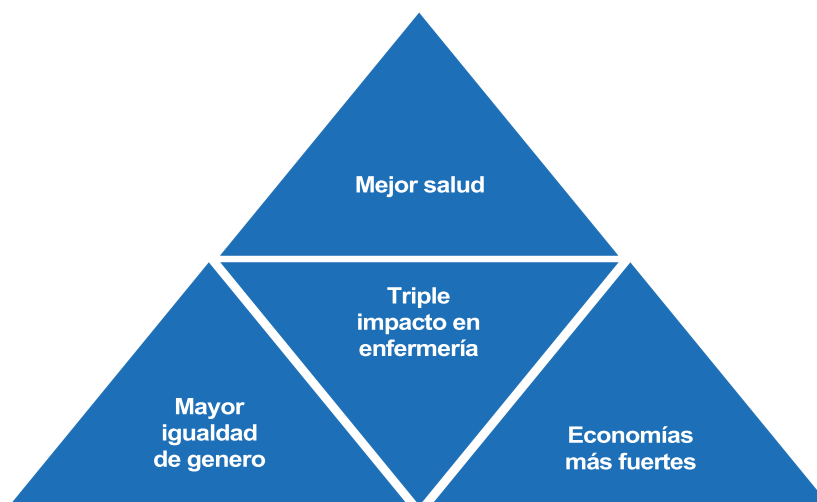 Mejor salud
Triple
impacto en
enfermería
Mayor
igualdad
de genero
Economías
más fuertes